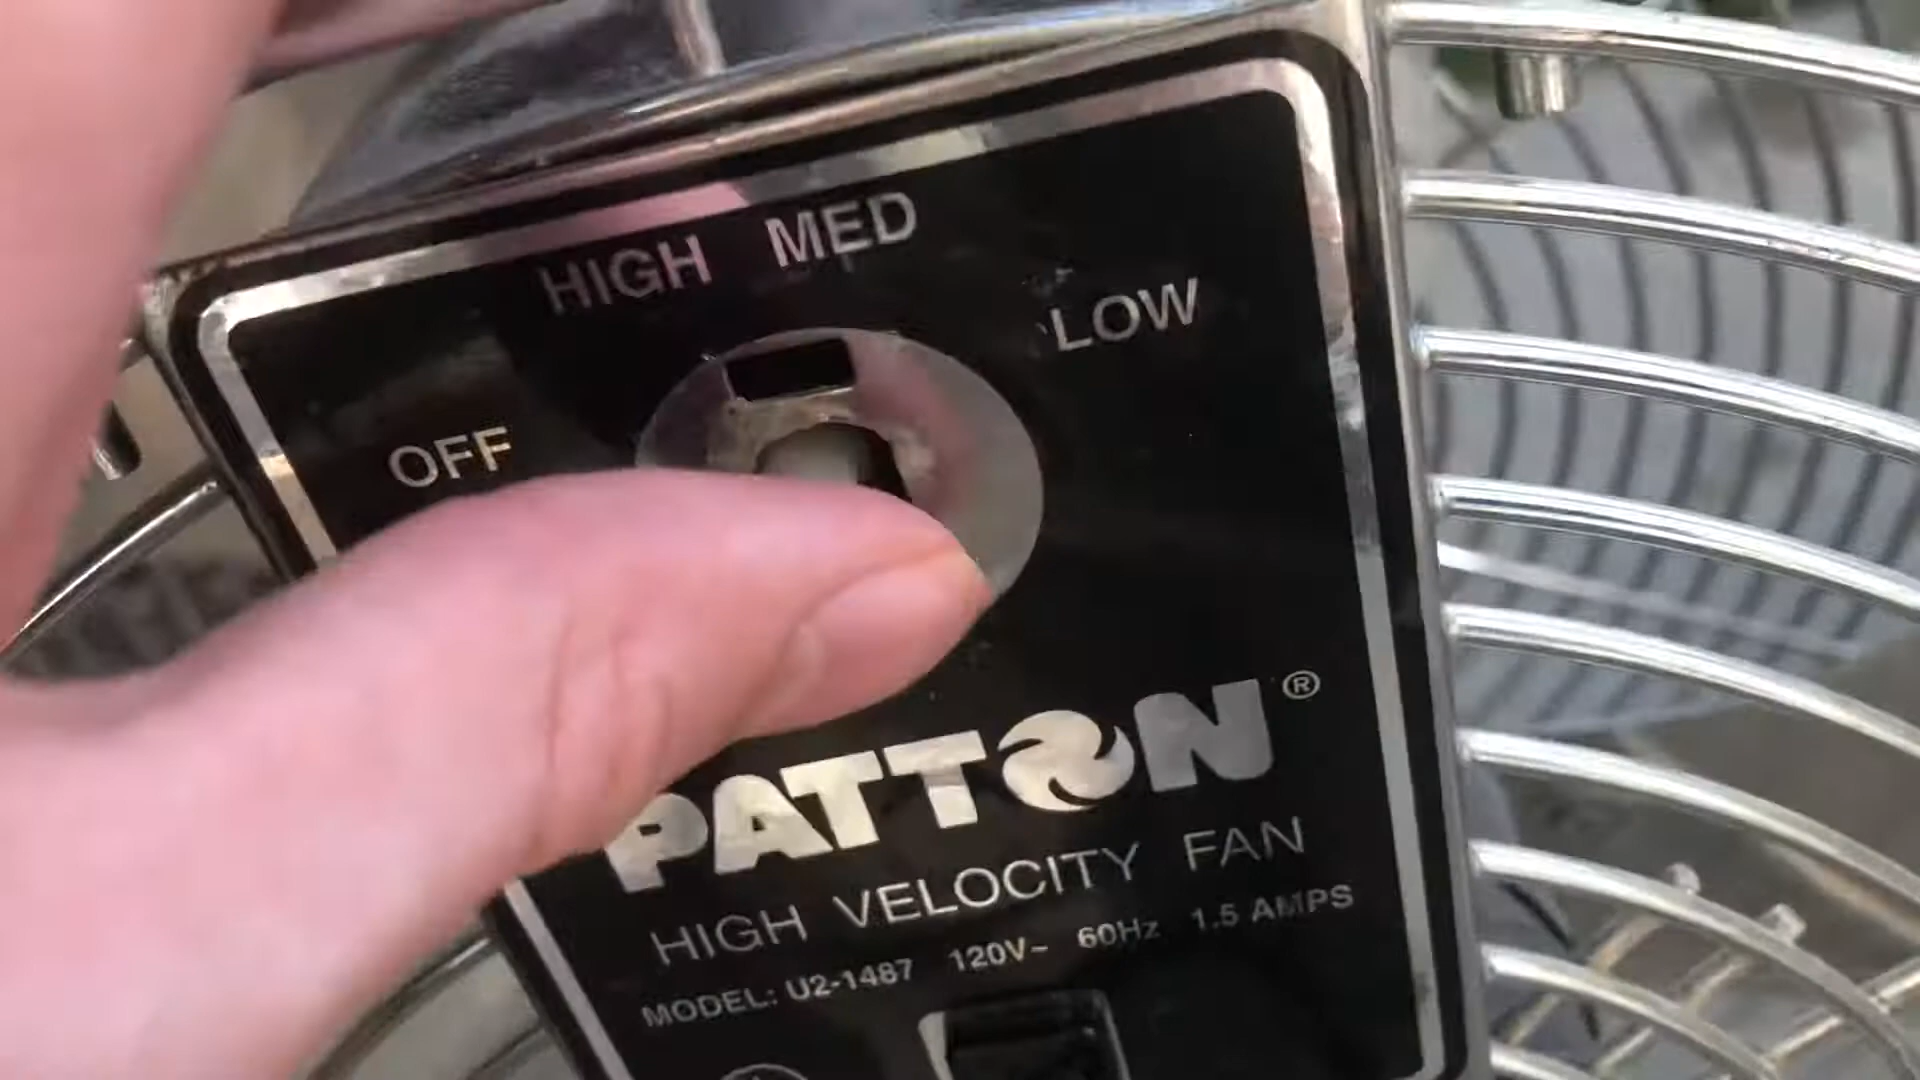 HIGH MED
LOW
OFF
PATTON®
HIGH VELOCITY FAN
MODEL: U2-1487 120V~ 60Hz 1.5 AMPS